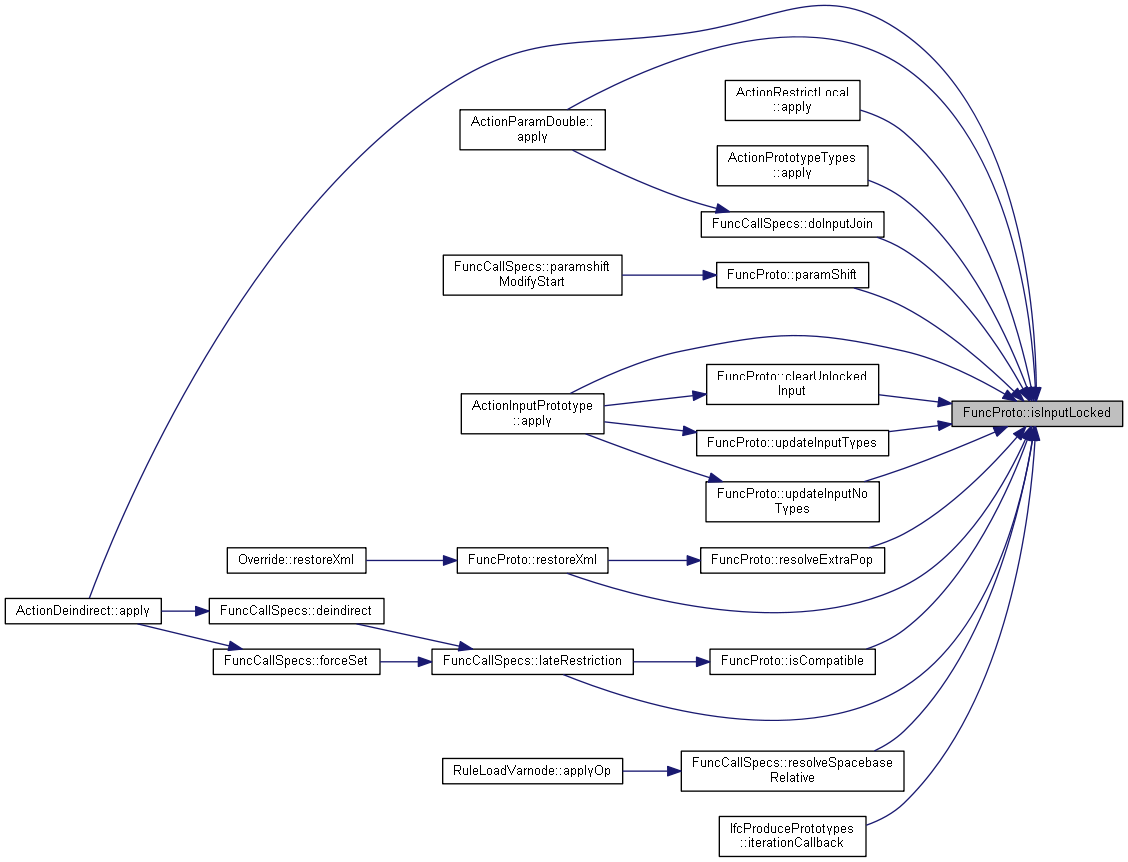 ActionRestrictLocal
::apply
ActionParamDouble::
apply
ActionPrototypeTypes
::apply
FuncCallSpecs::doInputJoin
FuncCallSpecs::paramshift
ModifyStart
FuncProto::paramShift
FuncProto::clearUnlocked
Input
ActionInputPrototype
::apply
FuncProto::isInputLocked
FuncProto::updateInputTypes
FuncProto::updateInputNo
Types
Override::restoreXml
FuncProto::restoreXml
FuncProto::resolveExtraPop
ActionDeindirect::apply
FuncCallSpecs::deindirect
FuncCallSpecs::forceSet
FuncCallSpecs::lateRestriction
FuncProto::isCompatible
RuleLoadVarnode::applyOp
FuncCallSpecs::resolveSpacebase
Relative
IfcProducePrototypes
::iterationCallback